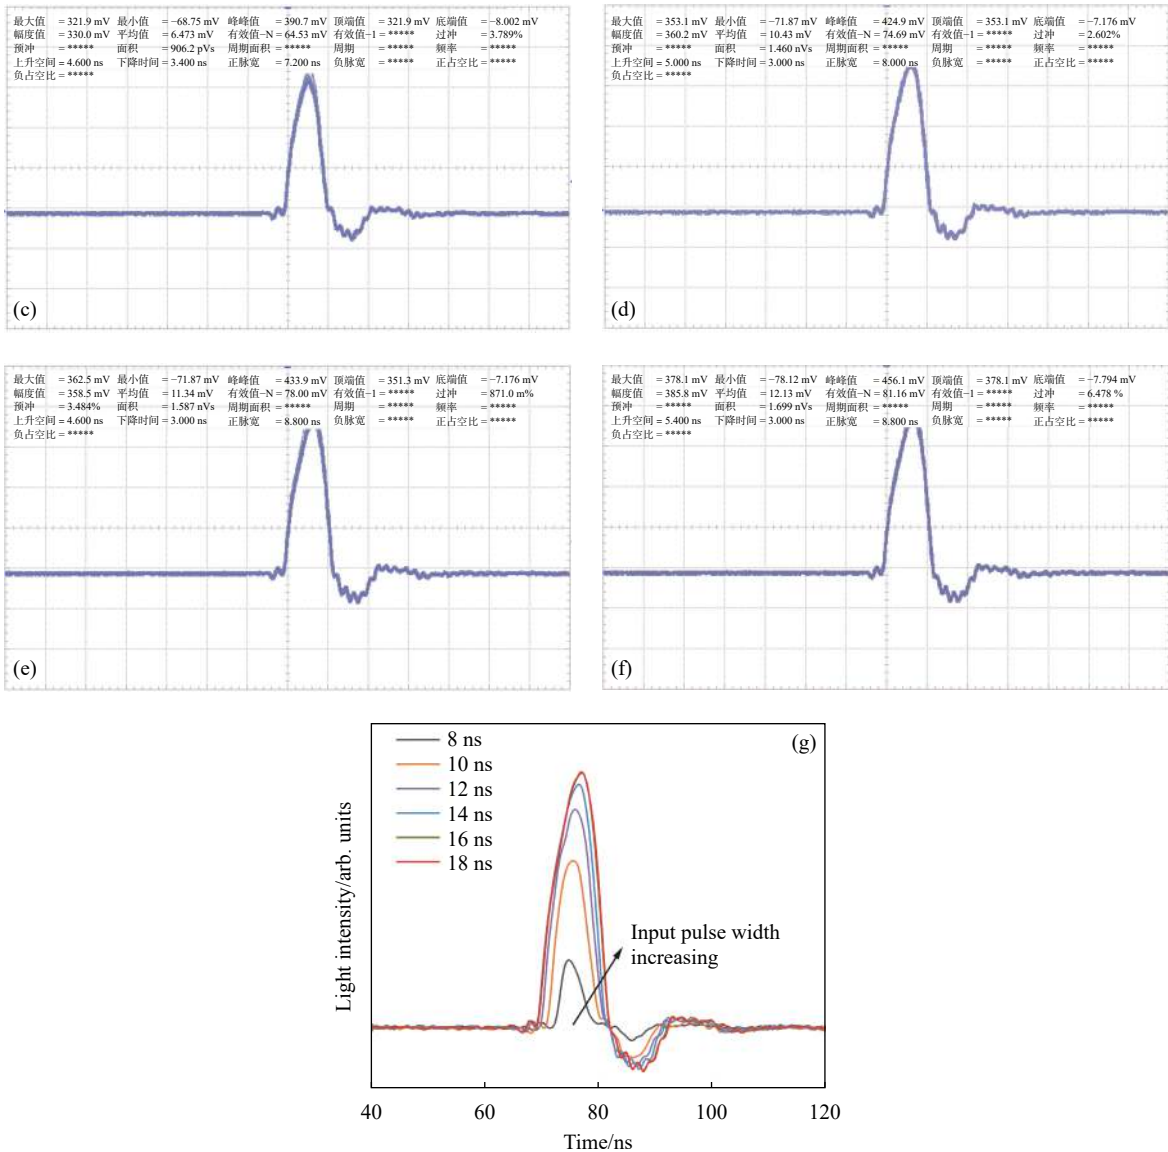 最大值 = 321.9 mV 最小值 = −68.75 mV 峰峰值 = 390.7 mV 顶端值 = 321.9 mV 底端值 = −8.002 mV
幅度值 = 330.0 mV 平均值 = 6.473 mV 有效值−N = 64.53 mV 有效值−1 = ***** 过冲 = 3.789%
预冲 = ***** 面积 = 906.2 pVs 周期面积 = ***** 周期 = ***** 频率 = *****
上升空间 = 4.600 ns 下降时间 = 3.400 ns 正脉宽 = 7.200 ns 负脉宽 = ***** 正占空比 = *****
负占空比 = *****
(c)
最大值 = 353.1 mV 最小值 = −71.87 mV 峰峰值 = 424.9 mV 顶端值 = 353.1 mV 底端值 = −7.176 mV
幅度值 = 360.2 mV 平均值 = 10.43 mV 有效值−N = 74.69 mV 有效值−1 = ***** 过冲 = 2.602%
预冲 = ***** 面积 = 1.460 nVs 周期面积 = ***** 周期 = ***** 频率 = *****
上升空间 = 5.000 ns 下降时间 = 3.000 ns 正脉宽 = 8.000 ns 负脉宽 = ***** 正占空比 = *****
负占空比 = *****
(d)
最大值 = 362.5 mV 最小值 = −71.87 mV 峰峰值 = 433.9 mV 顶端值 = 351.3 mV 底端值 = −7.176 mV
幅度值 = 358.5 mV 平均值 = 11.34 mV 有效值−N = 78.00 mV 有效值−1 = ***** 过冲 = 871.0 m%
预冲 = 3.484% 面积 = 1.587 nVs 周期面积 = ***** 周期 = ***** 频率 = *****
上升空间 = 4.600 ns 下降时间 = 3.000 ns 正脉宽 = 8.800 ns 负脉宽 = ***** 正占空比 = *****
负占空比 = *****
(e)
最大值 = 378.1 mV 最小值 = −78.12 mV 峰峰值 = 456.1 mV 顶端值 = 378.1 mV 底端值 = −7.794 mV
幅度值 = 385.8 mV 平均值 = 12.13 mV 有效值−N = 81.16 mV 有效值−1 = ***** 过冲 = 6.478 %
预冲 = ***** 面积 = 1.699 nVs 周期面积 = ***** 周期 = ***** 频率 = *****
上升空间 = 5.400 ns 下降时间 = 3.000 ns 正脉宽 = 8.800 ns 负脉宽 = ***** 正占空比 = *****
负占空比 = *****
(f)
(g)
8 ns
10 ns
12 ns
14 ns
16 ns
18 ns
Light intensity/arb. units
Input pulse width
increasing
40 60 80 100 120
Time/ns